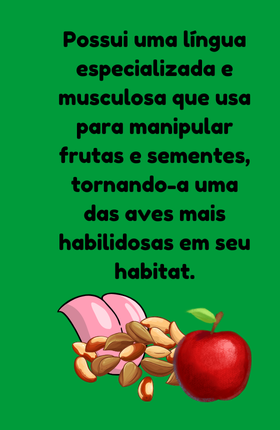 Possui uma língua
especializada e
musculosa que usa
para manipular
frutas e sementes,
tornando-a uma
das aves mais
habilidosas em seu
habitat.